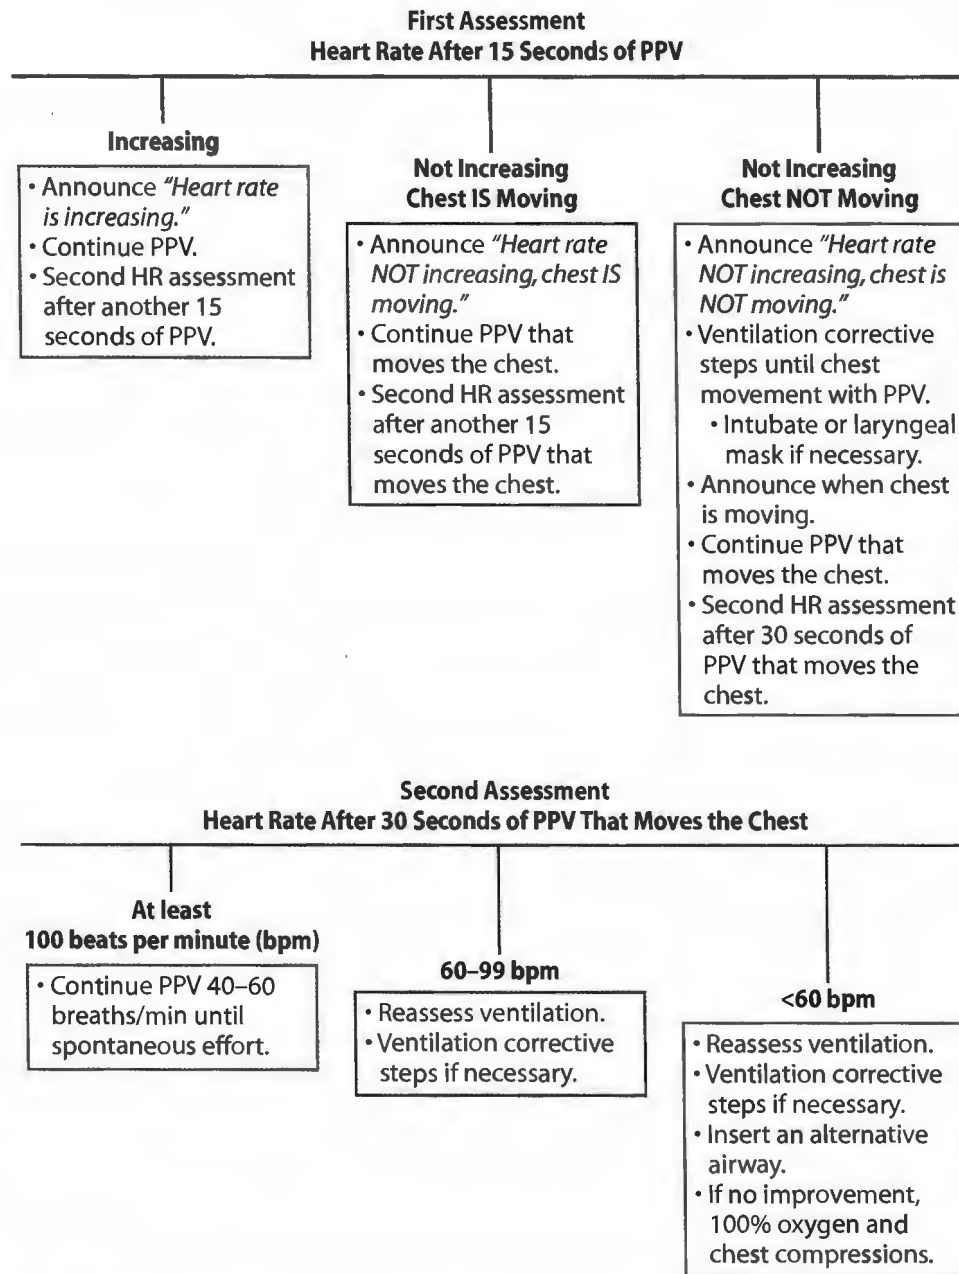 First Assessment
Heart Rate After 15 Seconds of PPV
Increasing
• Announce "Heart rate
is increasing."
• Continue PPV.
• Second HR assessment
after another 15
seconds of PPV.
Not Increasing
Chest IS Moving
• Announce "Heart rate
NOT increasing, chest IS
moving."
• Continue PPV that
moves the chest.
• Second HR assessment
after another 15
seconds of PPV that
moves the chest.
Not Increasing
Chest NOT Moving
• Announce "Heart rate
NOT increasing, chest is
NOT moving."
• Ventilation corrective
steps until chest
movement with PPV.
• Intubate or laryngeal
mask if necessary.
• Announce when chest
is moving.
• Continue PPV that
moves the chest.
• Second HR assessment
after 30 seconds of
PPV that moves the
chest.
Second Assessment
Heart Rate After 30 Seconds of PPV That Moves the Chest
At least
100 beats per minute (bpm)
• Continue PPV 40–60
breaths/min until
spontaneous effort.
60–99 bpm
• Reassess ventilation.
• Ventilation corrective
steps if necessary.
<60 bpm
• Reassess ventilation.
• Ventilation corrective
steps if necessary.
• Insert an alternative
airway.
• If no improvement,
100% oxygen and
chest compressions.